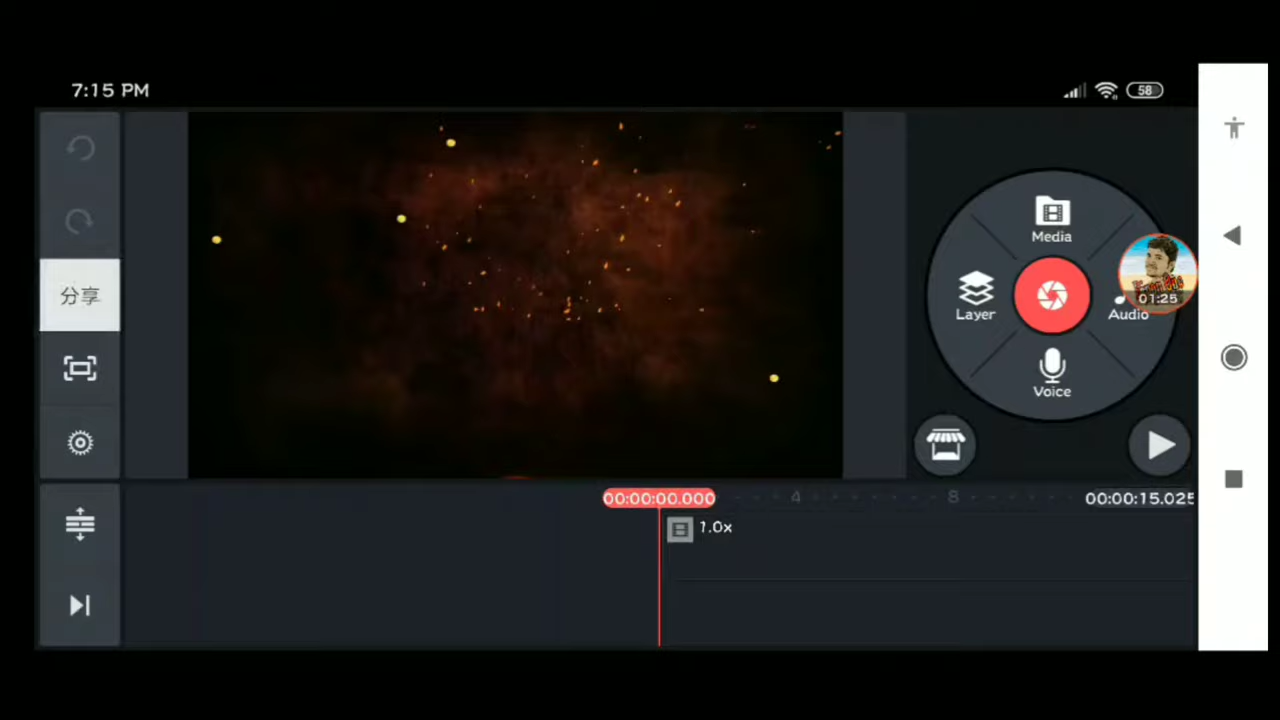 7:15 PM
58
分享
Media
Layer
Audio
01:25
Voice
00:00:00.000
4
8
00:00:15.025
1.0x